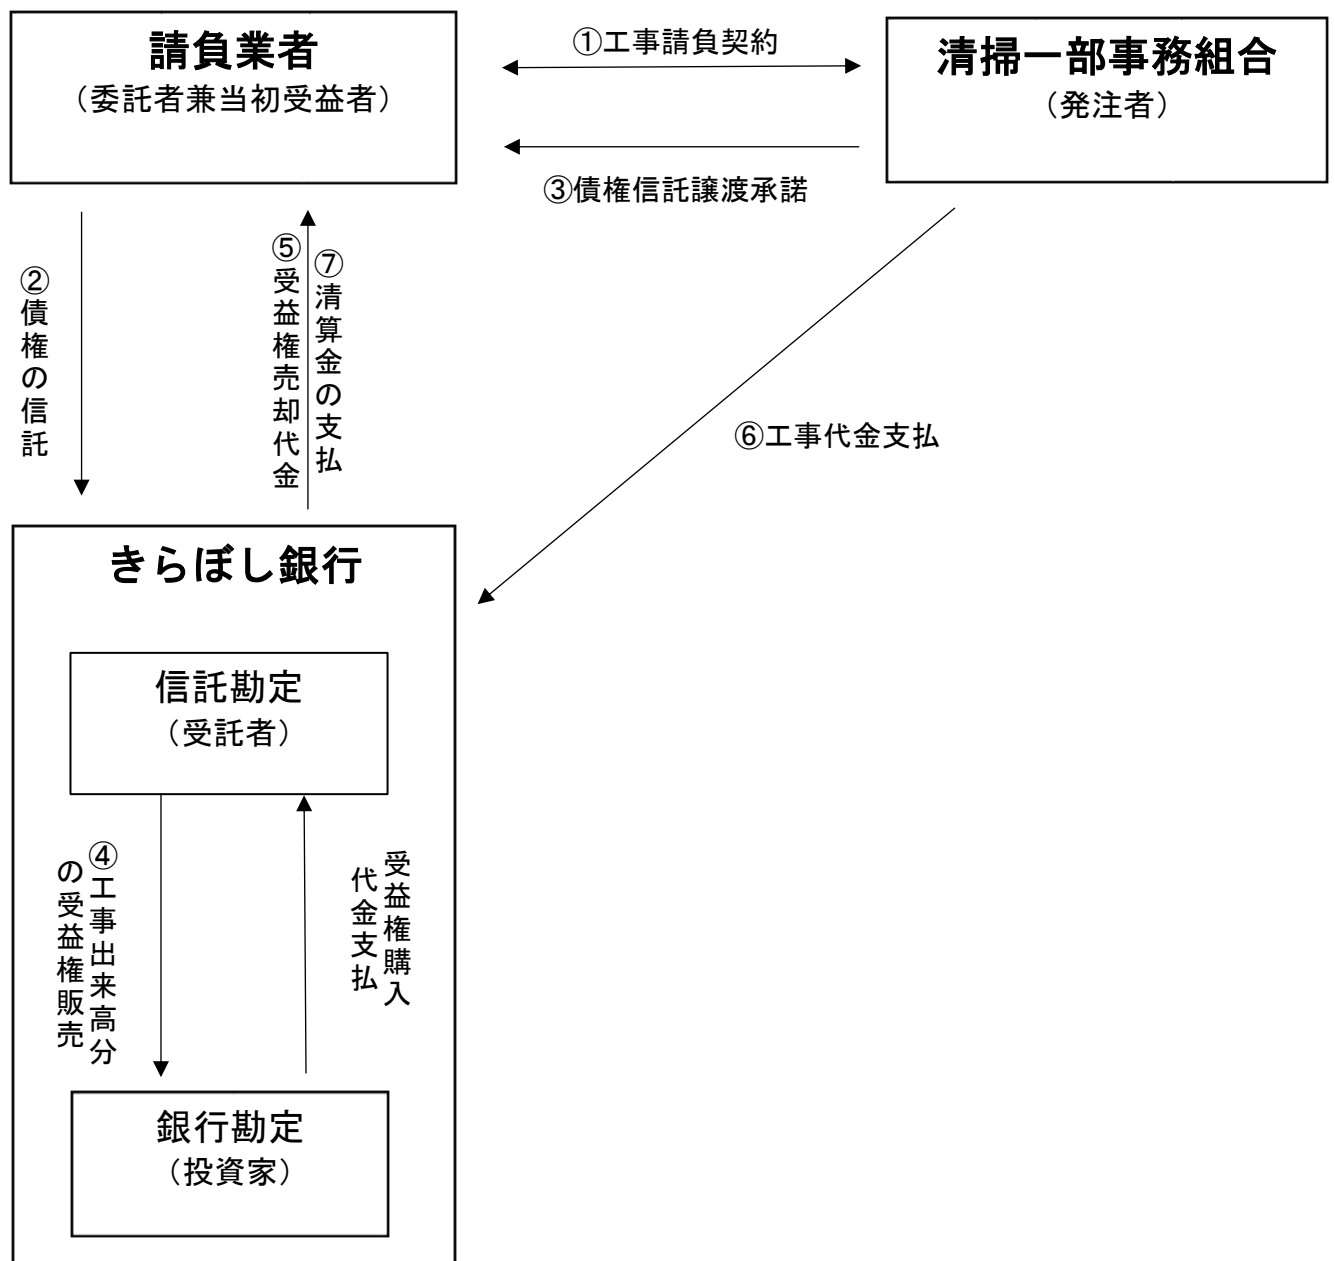 請負業者
（委託者兼当初受益者）
①工事請負契約
清掃一部事務組合
（発注者）
③債権信託譲渡承諾
②債権の信託
⑤受益権売却代金
⑦清算金の支払
⑥工事代金支払
きらぼし銀行
信託勘定
（受託者）
④工事出来高分
の受益権販売
受益権購入
代金支払
銀行勘定
（投資家）